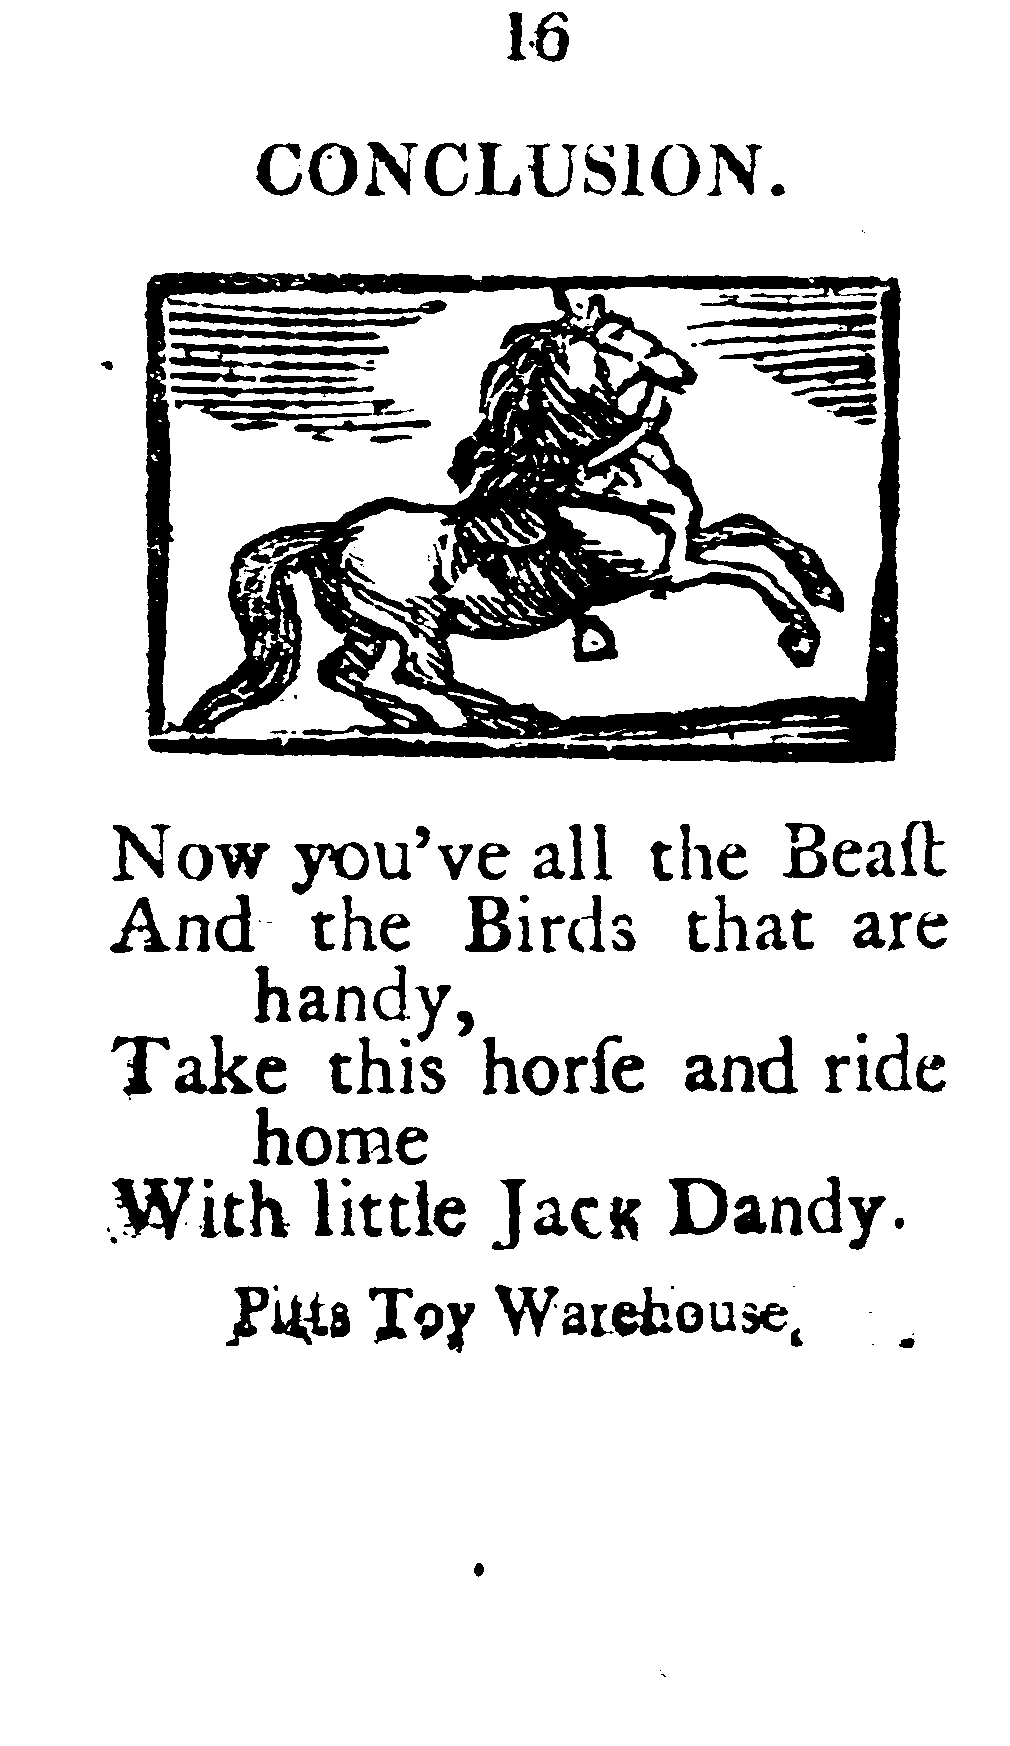 16
CONCLUSION.
Now you've all the Beaſt
And the Birds that are
handy,
Take this horſe and ride
home
With little Jack Dandy.
Pitts Toy Warehouse,